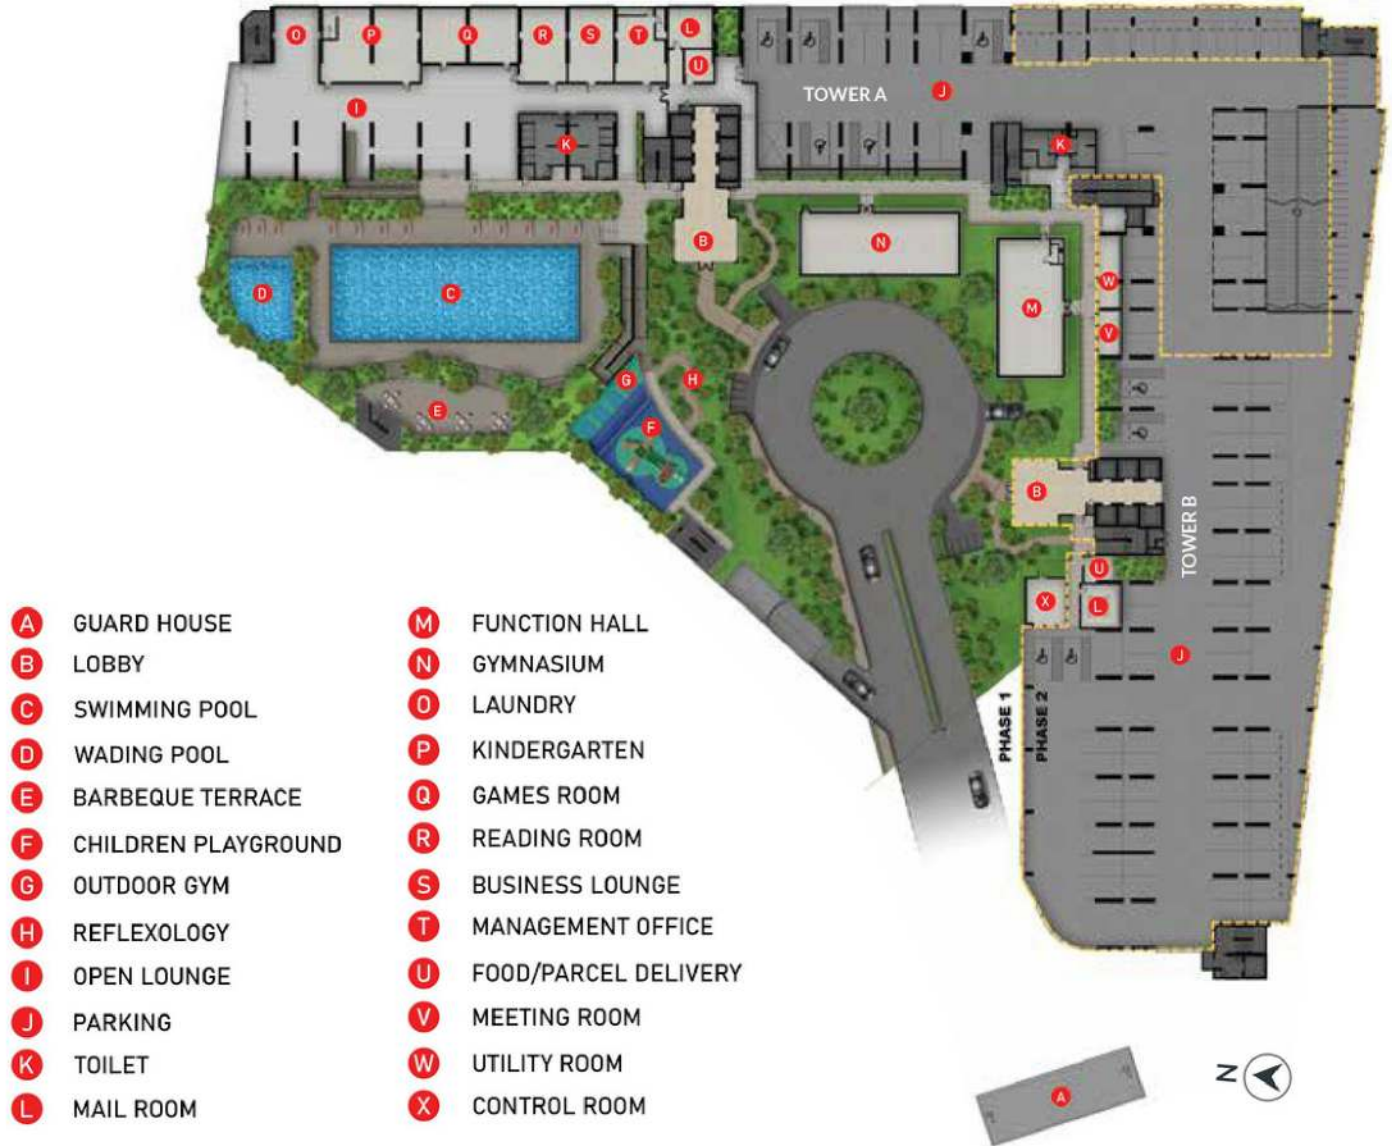 O P Q R S T L
U
I
TOWER A J
K K
B N
D C W
M V
G H
E F
B
TOWER B
U
X L
J
PHASE 1
PHASE 2
A GUARD HOUSE
B LOBBY
C SWIMMING POOL
D WADING POOL
E BARBEQUE TERRACE
F CHILDREN PLAYGROUND
G OUTDOOR GYM
H REFLEXOLOGY
I OPEN LOUNGE
J PARKING
K TOILET
L MAIL ROOM
M FUNCTION HALL
N GYMNASIUM
O LAUNDRY
P KINDERGARTEN
Q GAMES ROOM
R READING ROOM
S BUSINESS LOUNGE
T MANAGEMENT OFFICE
U FOOD/PARCEL DELIVERY
V MEETING ROOM
W UTILITY ROOM
X CONTROL ROOM
N
A